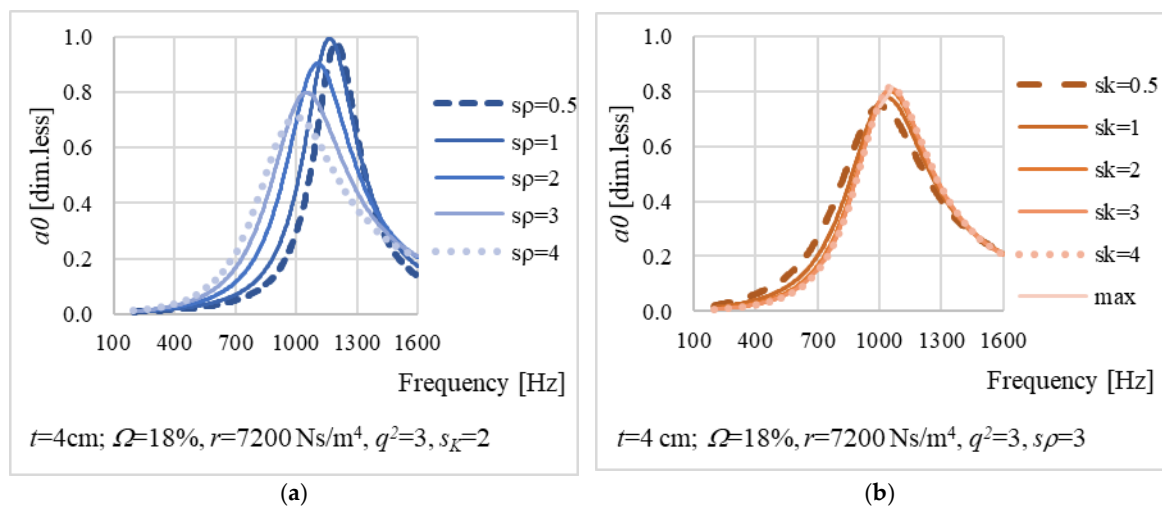 1.0
0.8
0.6
0.4
0.2
0.0
a0 [dim.less]
100 400 700 1000 1300 1600
Frequency [Hz]
sρ=0.5
sρ=1
sρ=2
sρ=3
sρ=4
t=4cm; Ω=18%, r=7200 Ns/m⁴, q²=3, s_K=2
(a)
1.0
0.8
0.6
0.4
0.2
0.0
a0 [dim.less]
100 400 700 1000 1300 1600
Frequency [Hz]
sk=0.5
sk=1
sk=2
sk=3
sk=4
max
t=4 cm; Ω=18%, r=7200 Ns/m⁴, q²=3, sρ=3
(b)